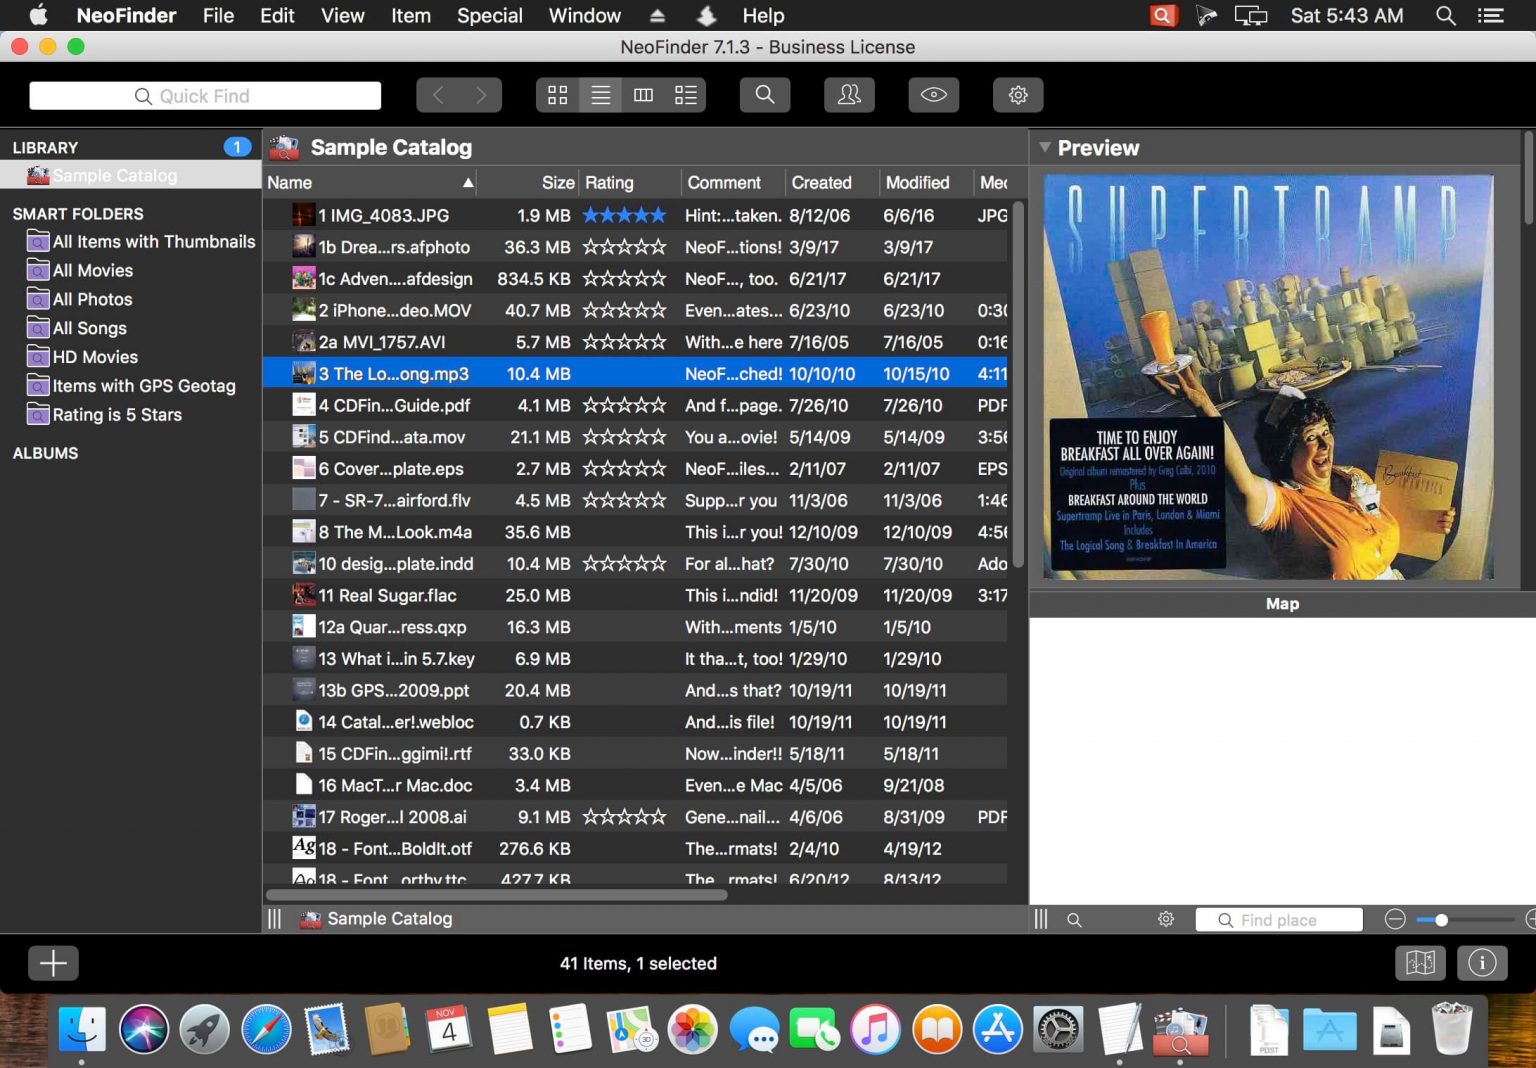 NeoFinder File Edit View Item Special Window Help Sat 5:43 AM
NeoFinder 7.1.3 - Business License
Quick Find
LIBRARY 1
Sample Catalog
SMART FOLDERS
All Items with Thumbnails
All Movies
All Photos
All Songs
HD Movies
Items with GPS Geotag
Rating is 5 Stars
ALBUMS
Sample Catalog
Name Size Rating Comment Created Modified Med
1 IMG_4083.JPG 1.9 MB ★★★★★ Hint:...taken. 8/12/06 6/6/16 JPG
1b Drea...rs.afphoto 36.3 MB ☆☆☆☆☆ NeoF...tions! 3/9/17 3/9/17
1c Adven....afdesign 834.5 KB ☆☆☆☆☆ NeoF..., too. 6/21/17 6/21/17
2 iPhone...deo.MOV 40.7 MB ☆☆☆☆☆ Even...ates... 6/23/10 6/23/10 0:30
2a MVI_1757.AVI 5.7 MB ☆☆☆☆☆ With...e here 7/16/05 7/16/05 0:16
3 The Lo...ong.mp3 10.4 MB NeoF...ched! 10/10/10 10/15/10 4:11
4 CDFin...Guide.pdf 4.1 MB ☆☆☆☆☆ And f...page. 7/26/10 7/26/10 PDF
5 CDFind...ata.mov 21.1 MB ☆☆☆☆☆ You a...ovie! 5/14/09 5/14/09 3:56
6 Cover...plate.eps 2.7 MB ☆☆☆☆☆ NeoF...iles... 2/11/07 2/11/07 EPS
7 - SR-7...airford.flv 4.5 MB ☆☆☆☆☆ Supp...r you 11/3/06 11/3/06 1:46
8 The M...Look.m4a 35.6 MB This i...r you! 12/10/09 12/10/09 4:56
10 desig...plate.indd 10.4 MB ☆☆☆☆☆ For al...hat? 7/30/10 7/30/10 Ado
11 Real Sugar.flac 25.0 MB This i...ndid! 11/20/09 11/20/09 3:17
12a Quar...ress.qxp 16.3 MB With...ments 1/5/10 1/5/10
13 What i...in 5.7.key 6.9 MB It tha...t, too! 1/29/10 1/29/10
13b GPS...2009.ppt 20.4 MB And...s that? 10/19/11 10/19/11
14 Catal...er!.webloc 0.7 KB And...is file! 10/19/11 10/19/11
15 CDFin...ggimi!.rtf 33.0 KB Now...inder!! 5/18/11 5/18/11
16 MacT...r Mac.doc 3.4 MB Even...e Mac 4/5/06 9/21/08
17 Roger...l 2008.ai 9.1 MB ☆☆☆☆☆ Gene...nail... 4/6/06 8/31/09 PDF
Ag 18 - Font...BoldIt.otf 276.6 KB The...rmats! 2/4/10 4/19/12
Ag 18 - Font...orthy.ttc 427.7 KB The...rmats! 6/20/12 8/13/12
Sample Catalog
Preview
SUPERTRAMP
TIME TO ENJOY
BREAKFAST ALL OVER AGAIN!
Original album remastered by Greg Calbi, 2010
Plus
BREAKFAST AROUND THE WORLD
Supertramp Live in Paris, London & Miami
Includes
The Logical Song & Breakfast In America
Breakfast
IN AMERICA
Map
Find place
41 Items, 1 selected
NOV
4
3D
POST